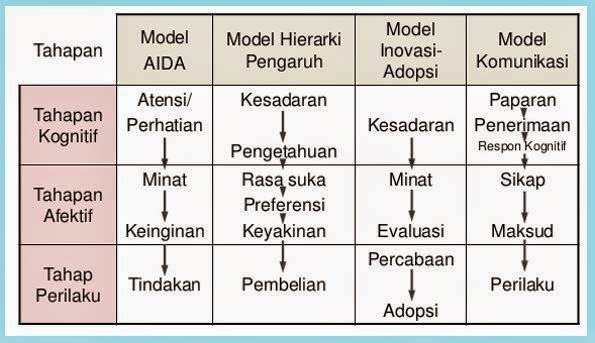 Tahapan
Model
AIDA
Model Hierarki
Pengaruh
Model
Inovasi-
Adopsi
Model
Komunikasi
Tahapan
Kognitif
Atensi/
Perhatian
Kesadaran
Pengetahuan
Kesadaran
Paparan
Penerimaan
Respon Kognitif
Tahapan
Afektif
Minat
Keinginan
Rasa suka
Preferensi
Keyakinan
Minat
Evaluasi
Sikap
Maksud
Tahap
Perilaku
Tindakan
Pembelian
Percabaan
Adopsi
Perilaku